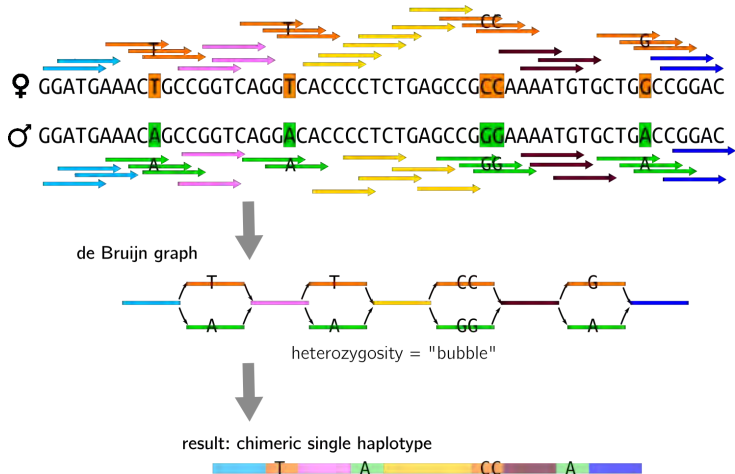 T T CC G
♀ GGATGAAACTGCCGGTCAGGTCACCCCTCTGAGCCGCCAAAATGTGCTGGCCGGAC
♂ GGATGAAACAGCCGGTCAGGACACCCCTCTGAGCCGGGAAAATGTGCTGACCGGAC
A A GG A
de Bruijn graph
T T CC G
A A GG A
heterozygosity = "bubble"
result: chimeric single haplotype
T A CC A